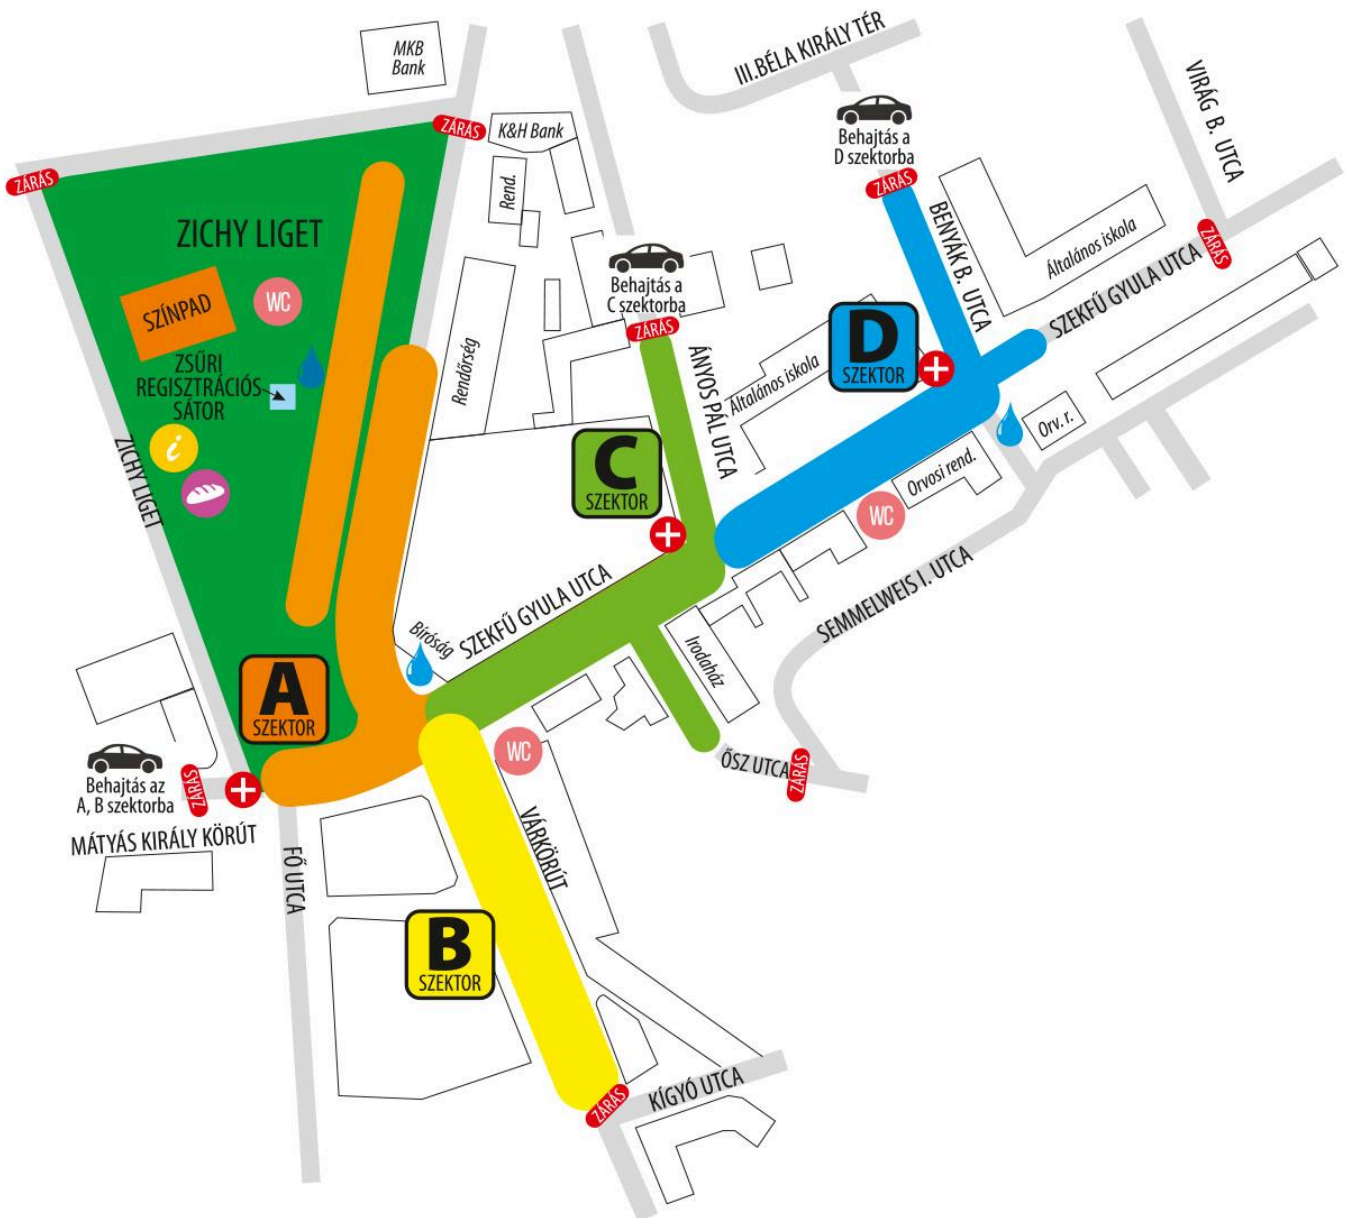 MKB
Bank
III.BÉLA KIRÁLY TÉR
VIRÁG B. UTCA
ZÁRÁS
K&H Bank
Behajtás a
D szektorba
ZÁRÁS
ZÁRÁS
Rend.
BENYÁK B. UTCA
Általános iskola
ZÁRÁS
ZICHY LIGET
SZEKFŰ GYULA UTCA
Behajtás a
C szektorba
ZÁRÁS
SZÍNPAD
WC
D
SZEKTOR
Rendőrség
ÁNYOS PÁL UTCA
Általános iskola
ZSŰRI
REGISZTRÁCIÓS
SÁTOR
Orv. r.
i
ZICHY LIGET
C
SZEKTOR
Orvosi rend.
WC
SZEKFŰ GYULA UTCA
SEMMELWEIS I. UTCA
Bíróság
Irodaház
A
SZEKTOR
WC
Behajtás az
A, B szektorba
ZÁRÁS
ŐSZ UTCA
ZÁRÁS
MÁTYÁS KIRÁLY KÖRÚT
FŐ UTCA
VÁRKÖRÚT
B
SZEKTOR
ZÁRÁS
KÍGYÓ UTCA